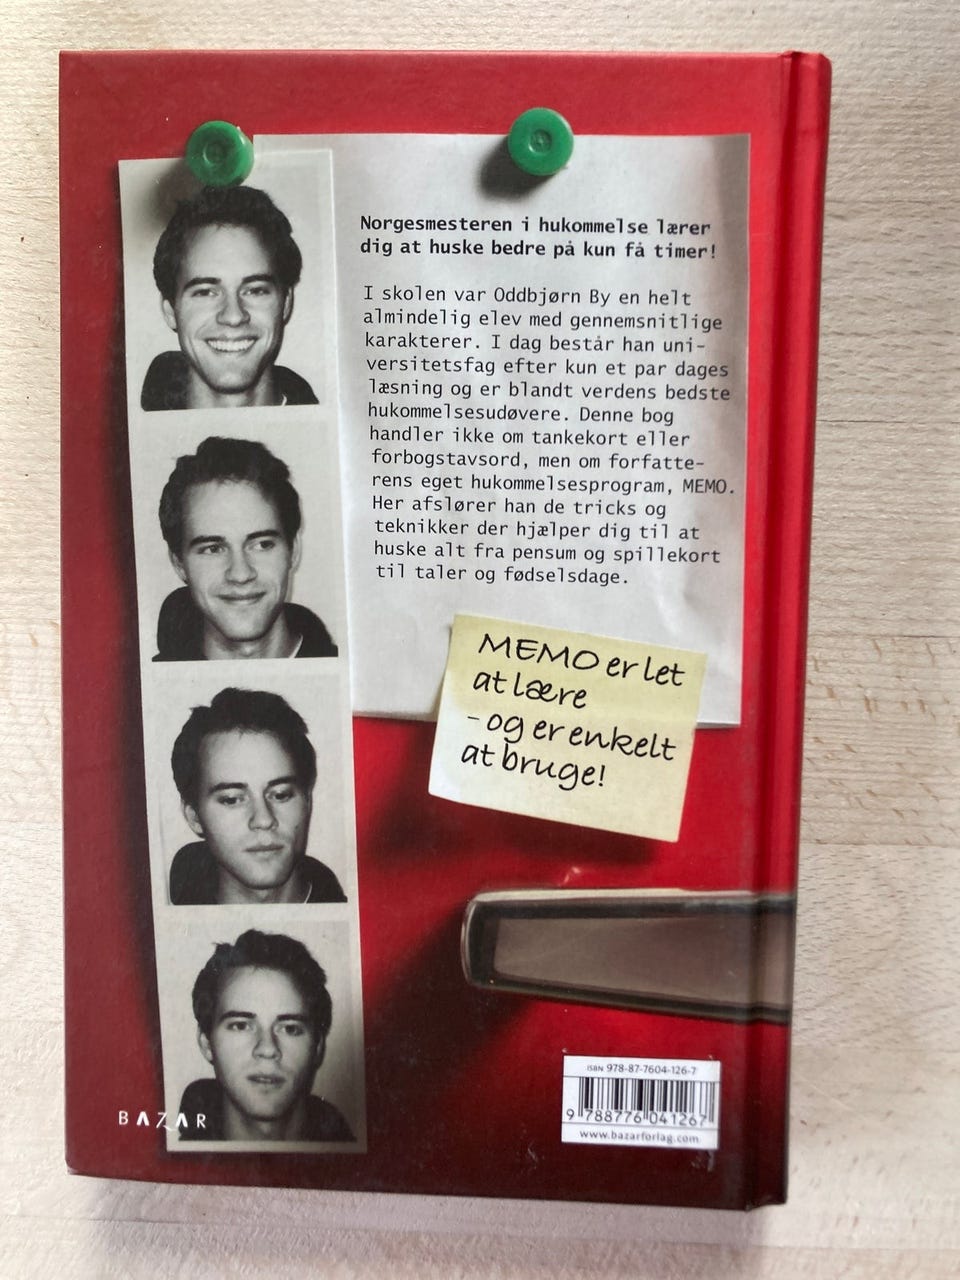 Norgesmesteren i hukommelse lærer
dig at huske bedre på kun få timer!
I skolen var Oddbjørn By en helt
almindelig elev med gennemsnitlige
karakterer. I dag består han uni-
versitetsfag efter kun et par dages
læsning og er blandt verdens bedste
hukommelsesudøvere. Denne bog
handler ikke om tankekort eller
forbogstavsord, men om forfatte-
rens eget hukommelsesprogram, MEMO.
Her afslører han de tricks og
teknikker der hjælper dig til at
huske alt fra pensum og spillekort
til taler og fødselsdage.
MEMO er let
at lære
- og er enkelt
at bruge!
BAZAR
ISBN 978-87-7604-126-7
9 788776 041267
www.bazarforlag.com